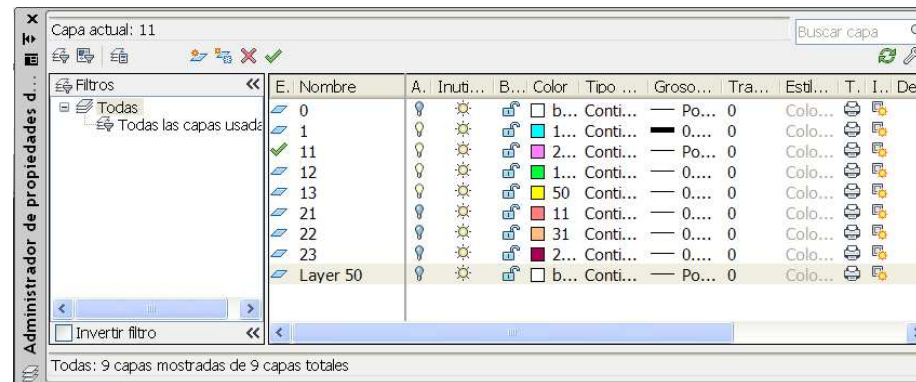 Capa actual: 11
Buscar capa
Filtros
Todas
Todas las capas usada
Invertir filtro
E.. Nombre A.. Inuti... B... Color Tipo ... Groso... Tra... Estil... T.. I.. De
0 b... Conti... Po... 0 Colo...
1 1... Conti... 0.... 0 Colo...
11 2... Conti... Po... 0 Colo...
12 1... Conti... 0.... 0 Colo...
13 50 Conti... 0.... 0 Colo...
21 11 Conti... 0.... 0 Colo...
22 31 Conti... 0.... 0 Colo...
23 2... Conti... 0.... 0 Colo...
Layer 50 b... Conti... Po... 0 Colo...
Todas: 9 capas mostradas de 9 capas totales
Administrador de propiedades d...